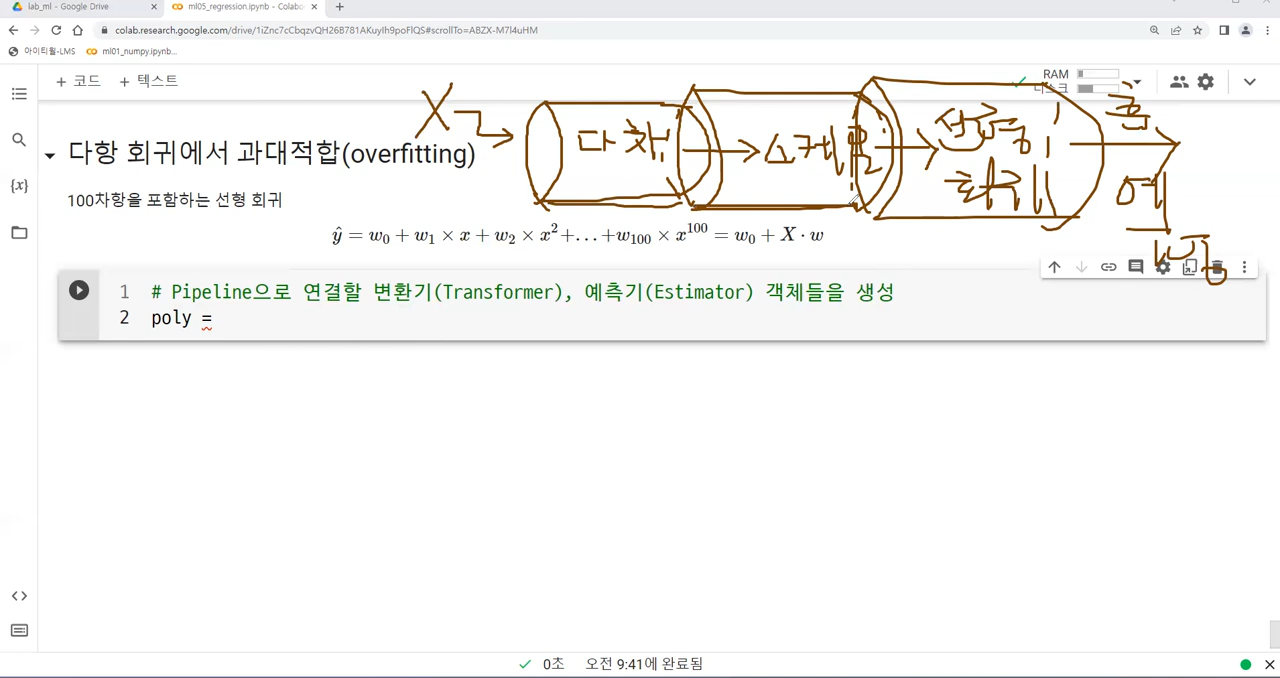 lab_ml - Google Drive
ml05_regression.ipynb - Colabor
colab.research.google.com/drive/1iZnc7cCbqzvQH26B781AKuyIh9poFlQS#scrollTo=ABZX-M7l4uHM
아이티윌-LMS
ml01_numpy.ipynb...
+ 코드 + 텍스트
RAM
디스크
X
다항 회귀에서 과대적합(overfitting)
다차
스케일
선형
회귀
100차항을 포함하는 선형 회귀
ŷ = w₀ + w₁ × x + w₂ × x² +...+ w₁₀₀ × x¹⁰⁰ = w₀ + X · w
1 # Pipeline으로 연결할 변환기(Transformer), 예측기(Estimator) 객체들을 생성
2 poly =
0초 오전 9:41에 완료됨